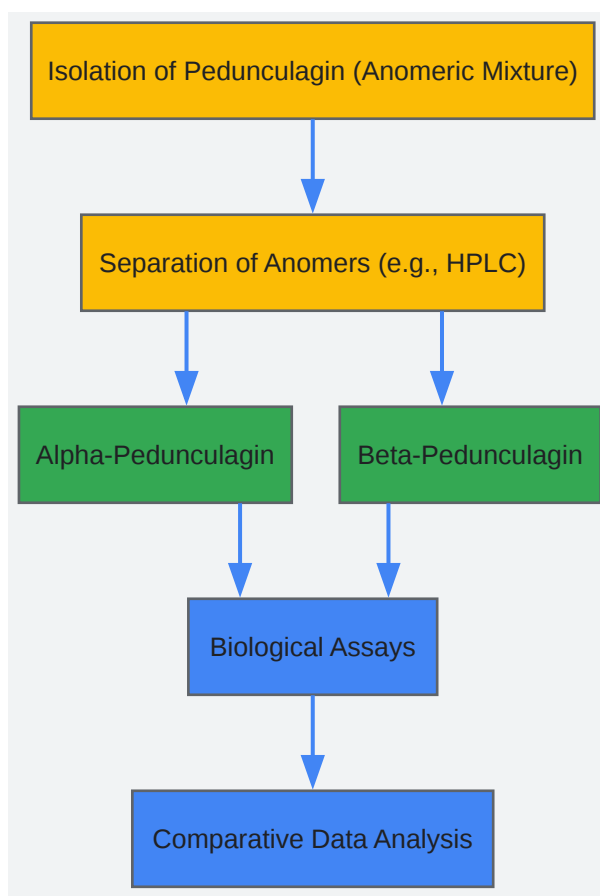 Isolation of Pedunculagin (Anomeric Mixture)
Separation of Anomers (e.g., HPLC)
Alpha-Pedunculagin
Beta-Pedunculagin
Biological Assays
Comparative Data Analysis